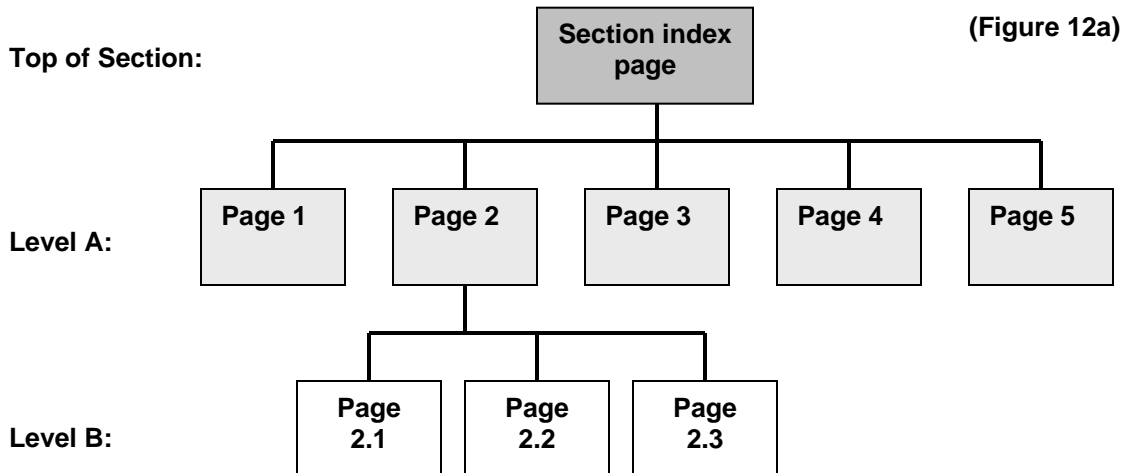 (Figure 12a)
Top of Section:
Section index
page
Level A:
Page 1
Page 2
Page 3
Page 4
Page 5
Level B:
Page
2.1
Page
2.2
Page
2.3